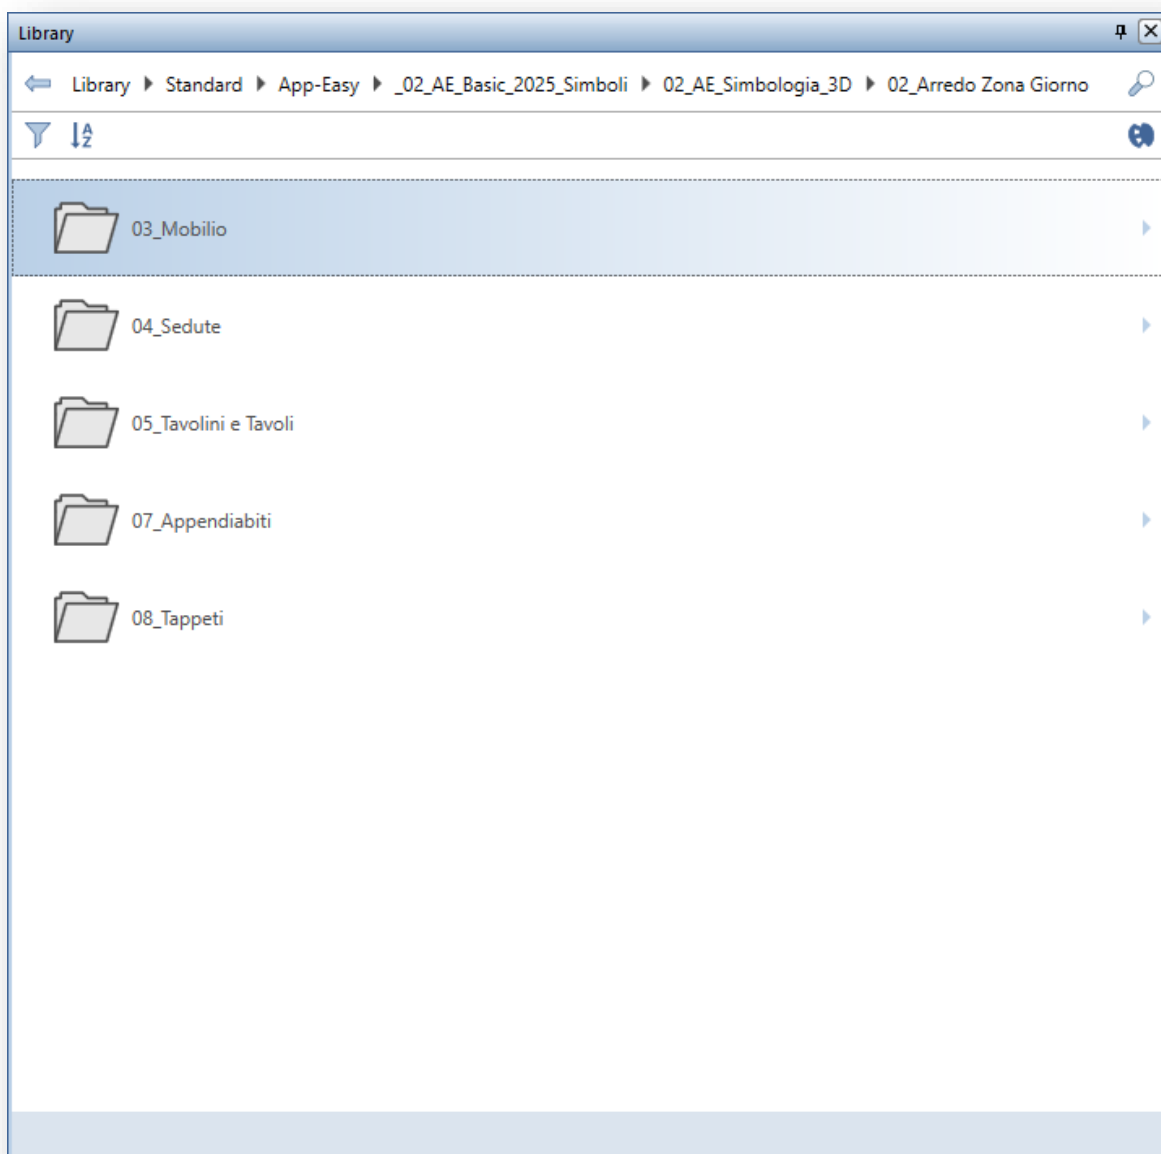 Library
Library Standard App-Easy _02_AE_Basic_2025_Simboli 02_AE_Simbologia_3D 02_Arredo Zona Giorno
A
Z
03_Mobilio
04_Sedute
05_Tavolini e Tavoli
07_Appendiabiti
08_Tappeti